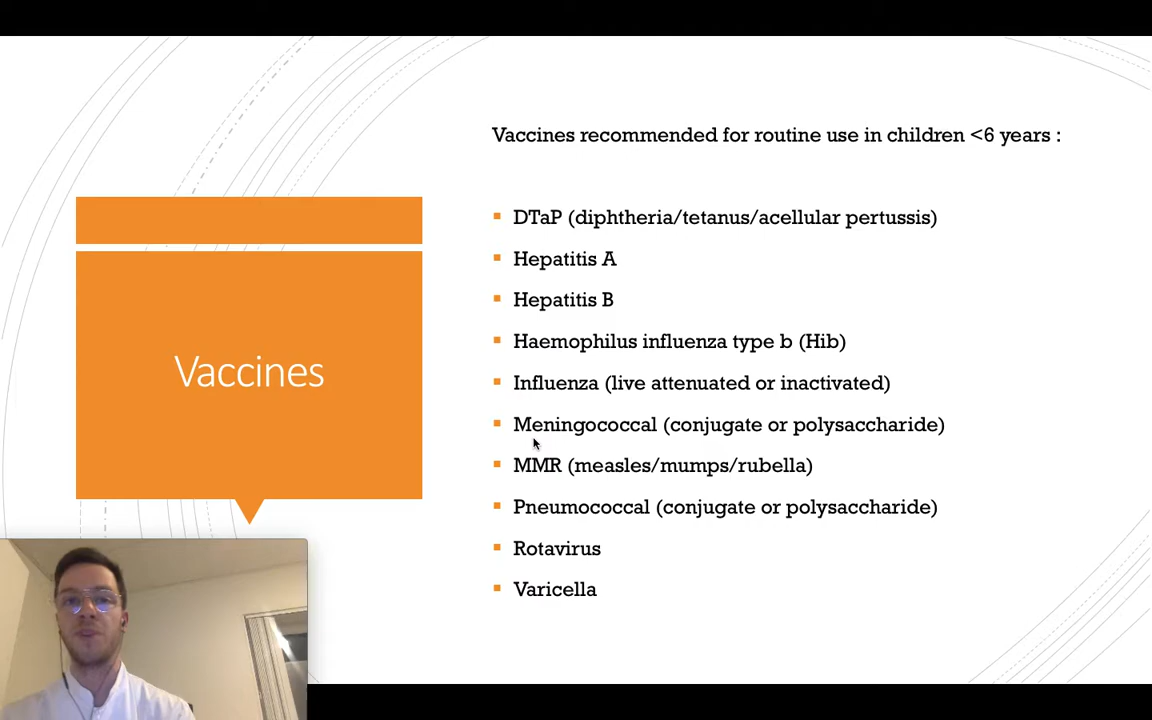 Vaccines recommended for routine use in children <6 years :
Vaccines
DTaP (diphtheria/tetanus/acellular pertussis)
Hepatitis A
Hepatitis B
Haemophilus influenza type b (Hib)
Influenza (live attenuated or inactivated)
Meningococcal (conjugate or polysaccharide)
MMR (measles/mumps/rubella)
Pneumococcal (conjugate or polysaccharide)
Rotavirus
Varicella